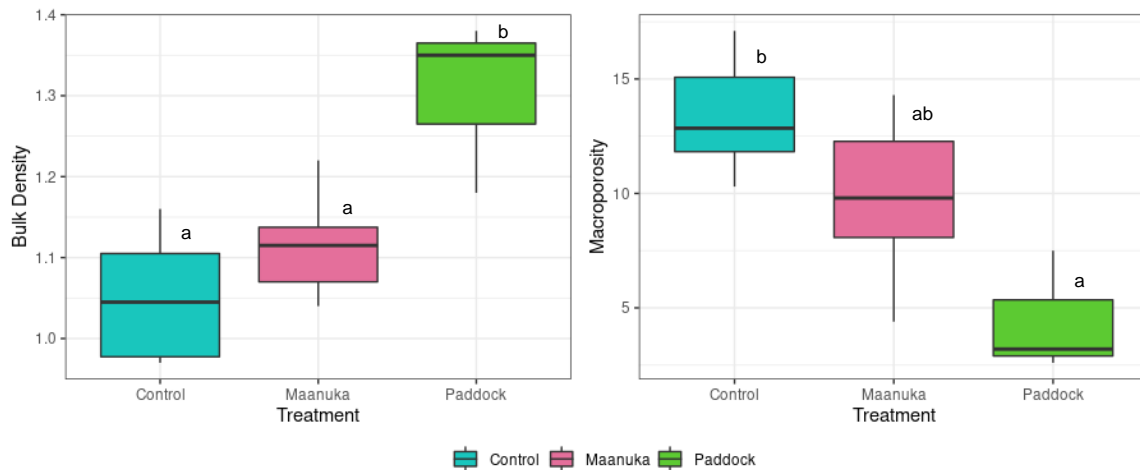 Bulk Density
1.4
1.3
1.2
1.1
1.0
a
a
b
Control Maanuka Paddock
Treatment
Macroporosity
15
10
5
b
ab
a
Control Maanuka Paddock
Treatment
Control Maanuka Paddock